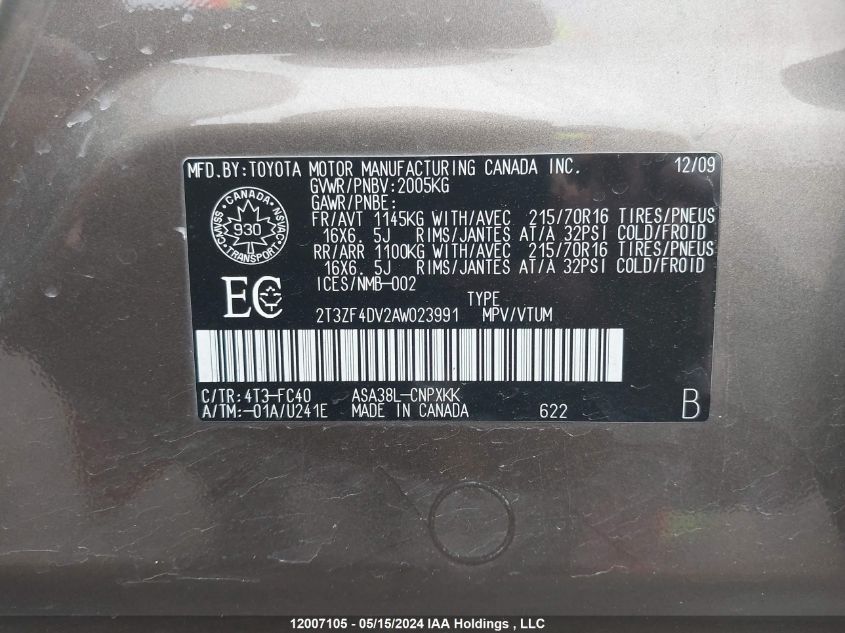 MFD.BY:TOYOTA MOTOR MANUFACTURING CANADA INC. 12/09
GVWR/PNBV:2005KG
GAWR/PNBE:
FR/AVT 1145KG WITH/AVEC 215/70R16 TIRES/PNEUS
16X6. 5J RIMS/JANTES AT/A 32PSI COLD/FROID
RR/ARR 1100KG WITH/AVEC 215/70R16 TIRES/PNEUS
16X6. 5J RIMS/JANTES AT/A 32PSI COLD/FROID
ICES/NMB-002
CANADA
CMVSS
930
NSVAC
TRANSPORT
EC
TYPE
2T3ZF4DV2AW023991 MPV/VTUM
C/TR:4T3-FC40 ASA38L-CNPXKK
A/TM:-01A/U241E MADE IN CANADA 622 B
12007105 - 05/15/2024 IAA Holdings , LLC